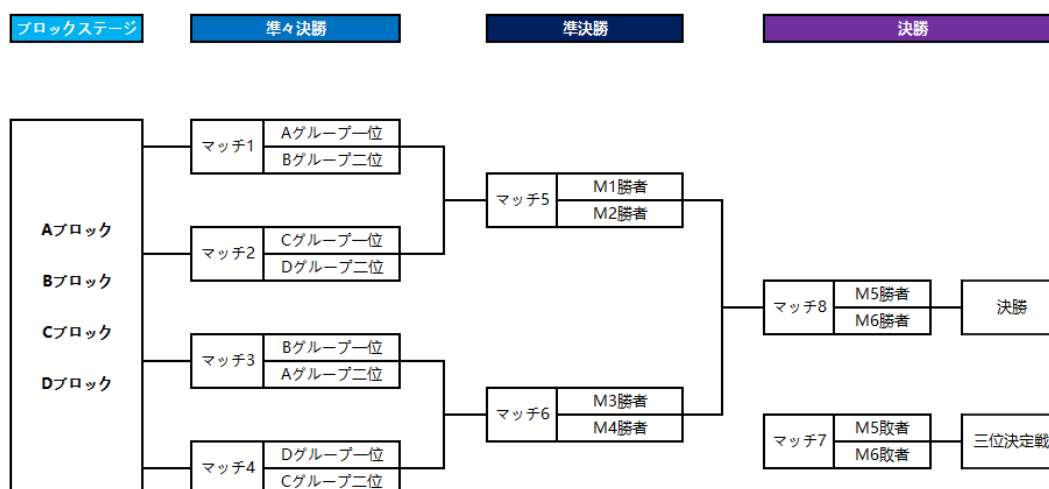 ブロックステージ
準々決勝
準決勝
決勝
Aブロック
Bブロック
Cブロック
Dブロック
マッチ1
Aグループ一位
Bグループ二位
マッチ2
Cグループ一位
Dグループ二位
マッチ3
Bグループ一位
Aグループ二位
マッチ4
Dグループ一位
Cグループ二位
マッチ5
M1勝者
M2勝者
マッチ6
M3勝者
M4勝者
マッチ8
M5勝者
M6勝者
決勝
マッチ7
M5敗者
M6敗者
三位決定戦